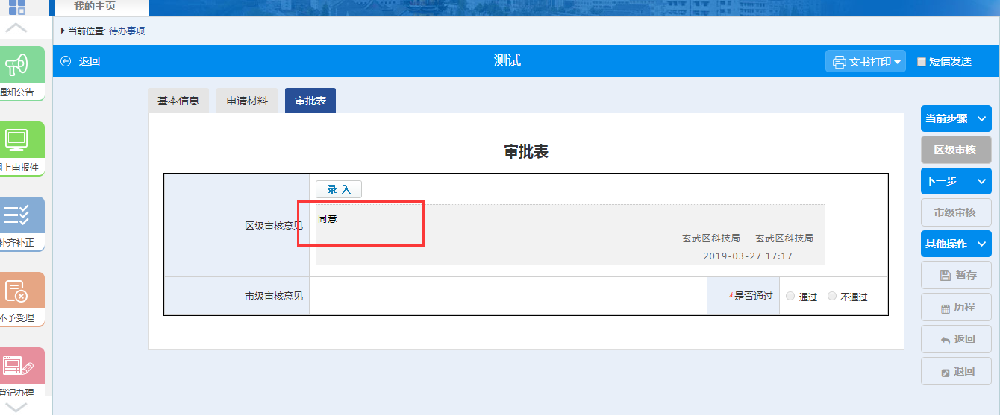 我的主页
当前位置: 待办事项
返回
测试
文书打印
短信发送
通知公告
网上申报件
补齐补正
不予受理
登记办理
基本信息
申请材料
审批表
审批表
录 入
区级审核意见
同意
玄武区科技局 玄武区科技局
2019-03-27 17:17
市级审核意见
*是否通过
通过
不通过
当前步骤
区级审核
下一步
市级审核
其他操作
暂存
历程
返回
退回